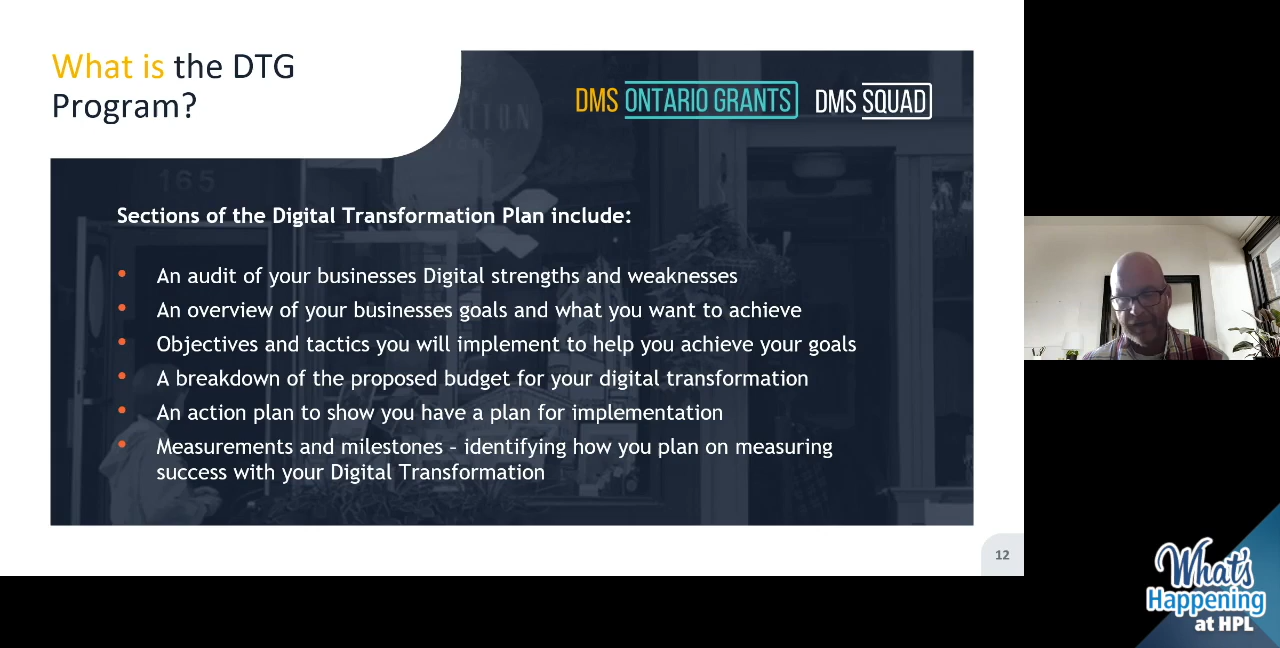 What is the DTG
Program?
DMS ONTARIO GRANTS DMS SQUAD
165
Sections of the Digital Transformation Plan include:
• An audit of your businesses Digital strengths and weaknesses
• An overview of your businesses goals and what you want to achieve
• Objectives and tactics you will implement to help you achieve your goals
• A breakdown of the proposed budget for your digital transformation
• An action plan to show you have a plan for implementation
• Measurements and milestones – identifying how you plan on measuring
success with your Digital Transformation
12
What's
Happening
at HPL